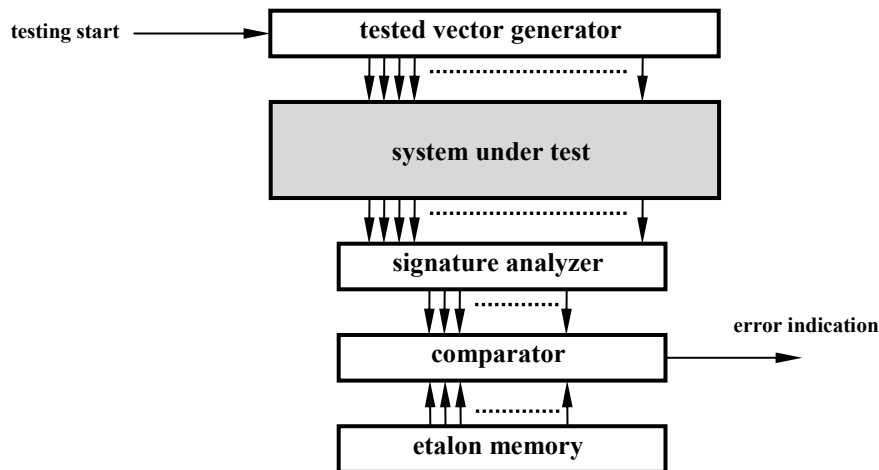 tested vector generator
testing start
system under test
signature analyzer
error indication
comparator
etalon memory